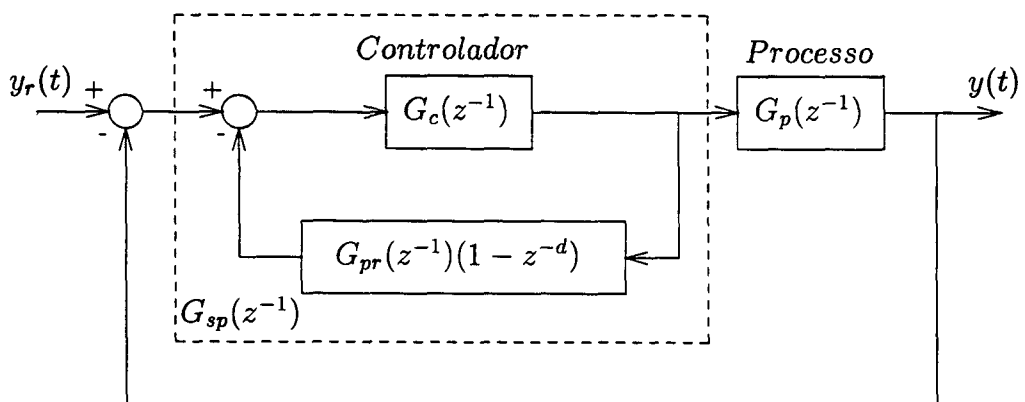 Controlador
Processo
y_r(t)
+
-
+
-
G_c(z^{-1})
G_p(z^{-1})
y(t)
G_{pr}(z^{-1})(1 − z^{-d})
G_{sp}(z^{-1})